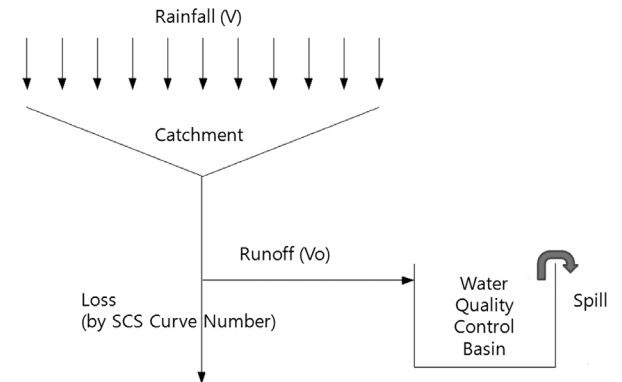 Rainfall (V)
Catchment
Runoff (Vo)
Loss
(by SCS Curve Number)
Water
Quality
Control
Basin
Spill